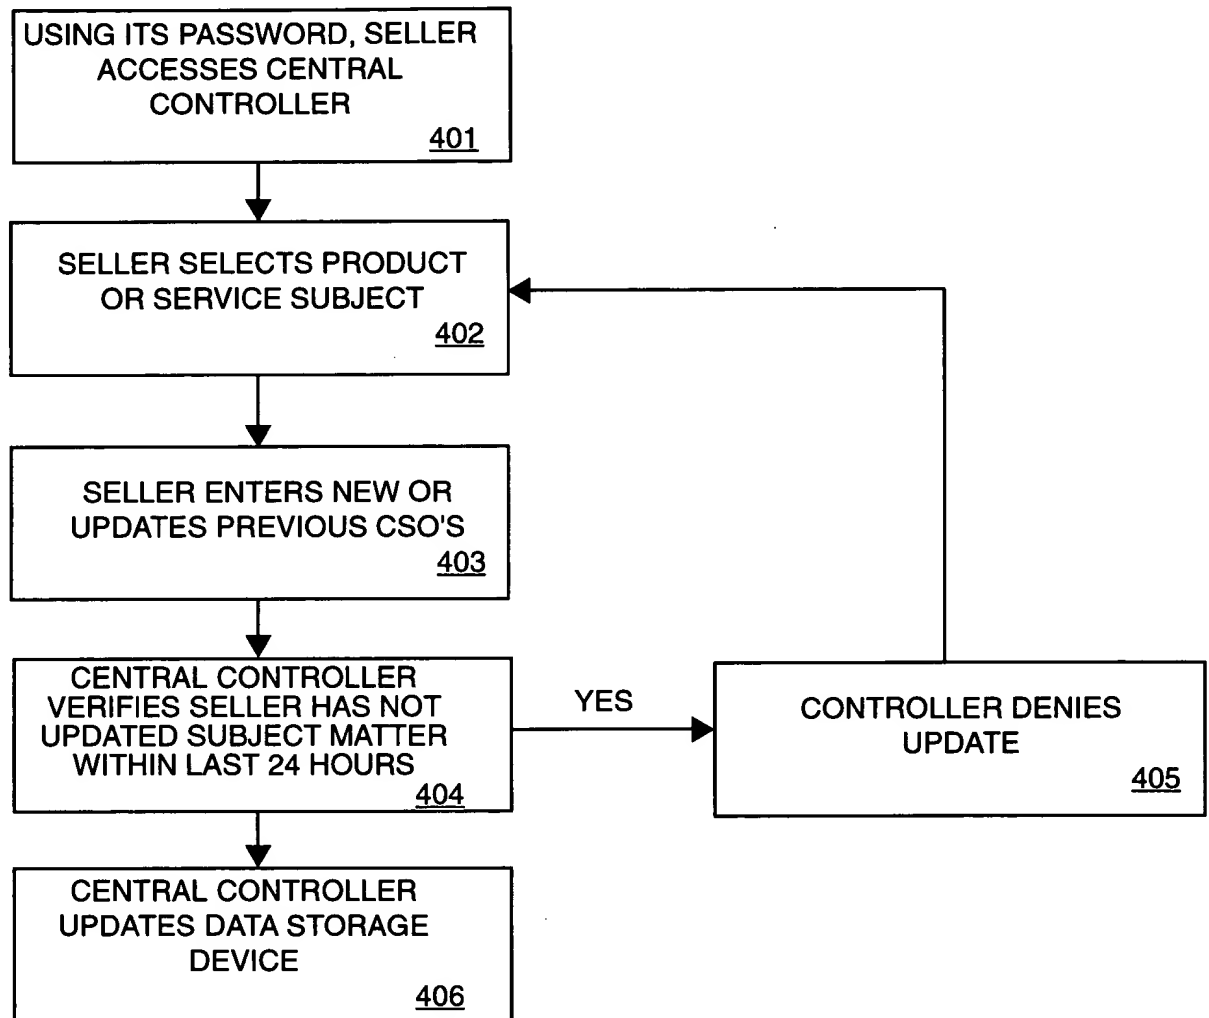 USING ITS PASSWORD, SELLER
ACCESSES CENTRAL
CONTROLLER
401
SELLER SELECTS PRODUCT
OR SERVICE SUBJECT
402
SELLER ENTERS NEW OR
UPDATES PREVIOUS CSO'S
403
CENTRAL CONTROLLER
VERIFIES SELLER HAS NOT
UPDATED SUBJECT MATTER
WITHIN LAST 24 HOURS
404
YES
CONTROLLER DENIES
UPDATE
405
CENTRAL CONTROLLER
UPDATES DATA STORAGE
DEVICE
406